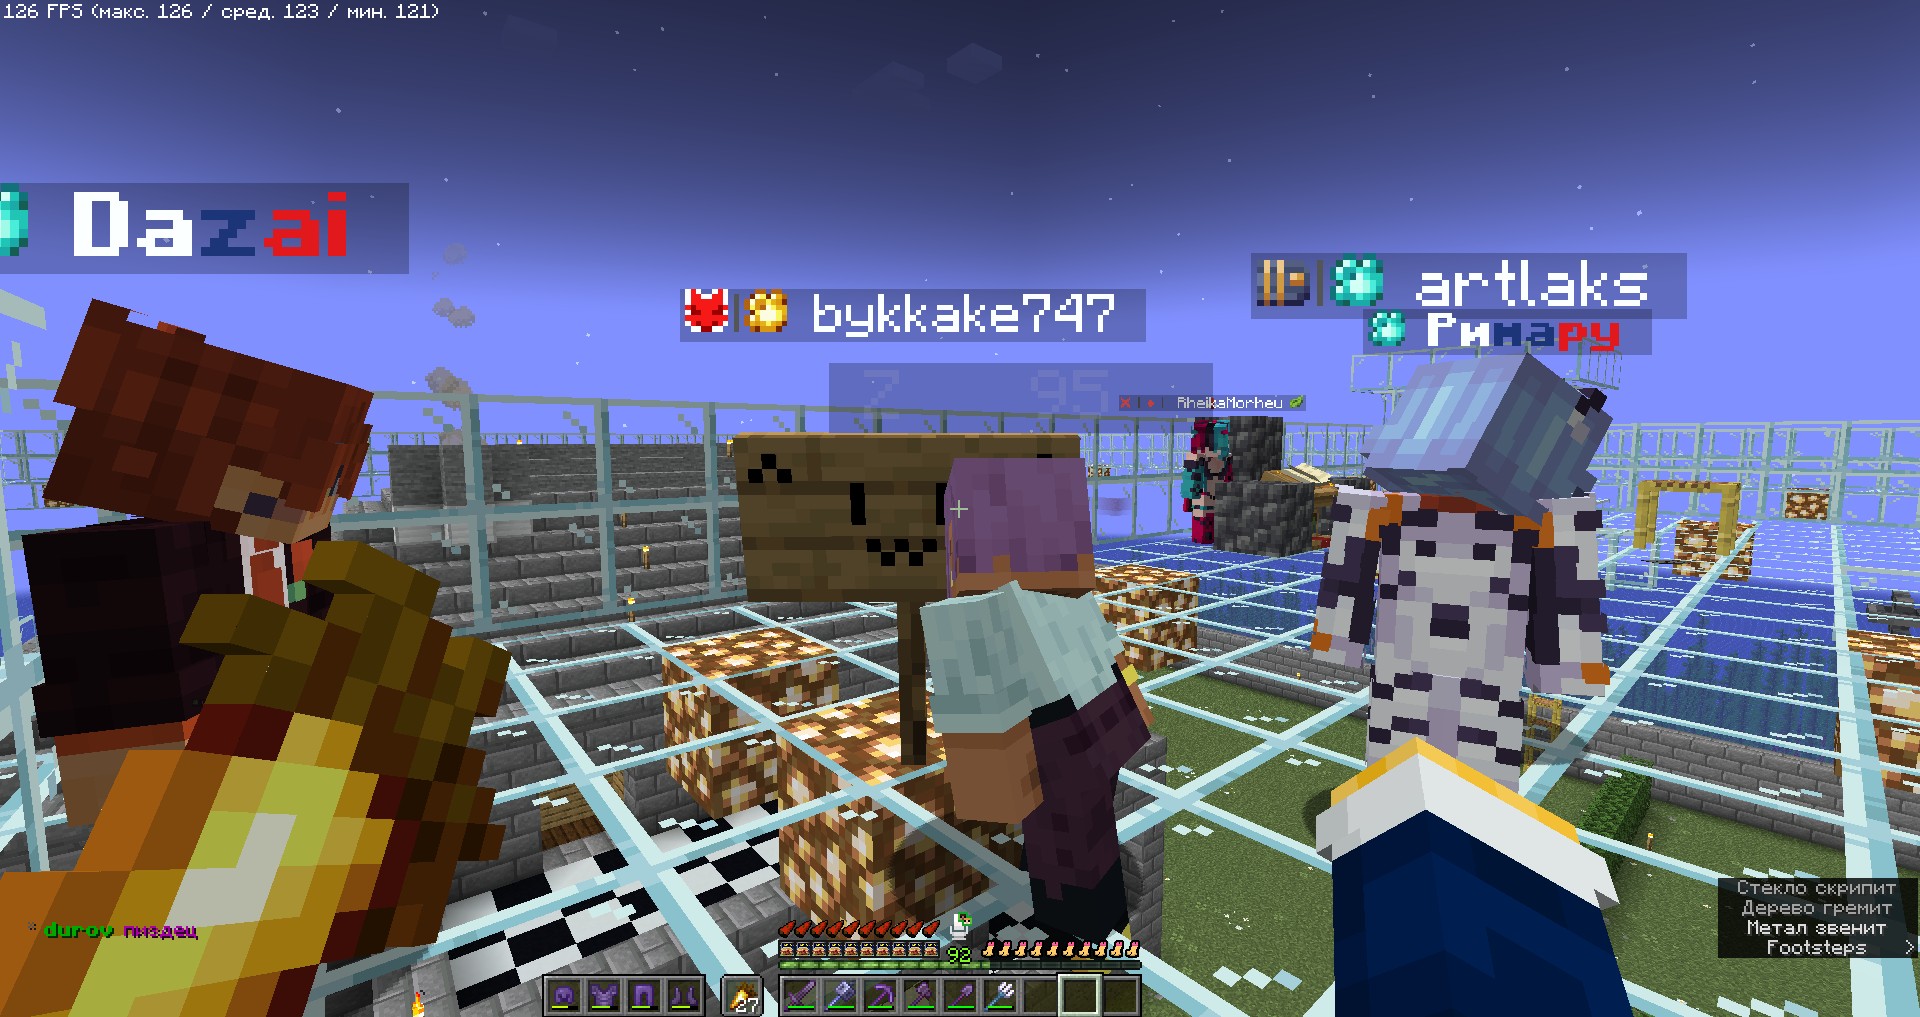 126 FPS (макс. 126 / сред. 123 / мин. 121)
Dazai
bykkake747
artlaks
Ринару
RheikaMorheu
* durov пиздец
92
27
Стекло скрипит
Дерево гремит
Метал звенит
Footsteps >